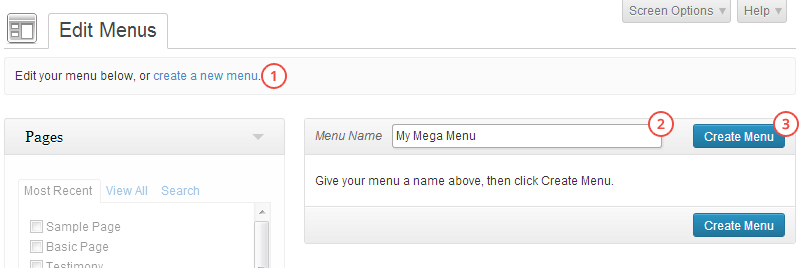 Screen Options Help
Edit Menus
Edit your menu below, or create a new menu. 1
Pages
Most Recent View All Search
Sample Page
Basic Page
Testimony
Menu Name My Mega Menu 2 Create Menu 3
Give your menu a name above, then click Create Menu.
Create Menu